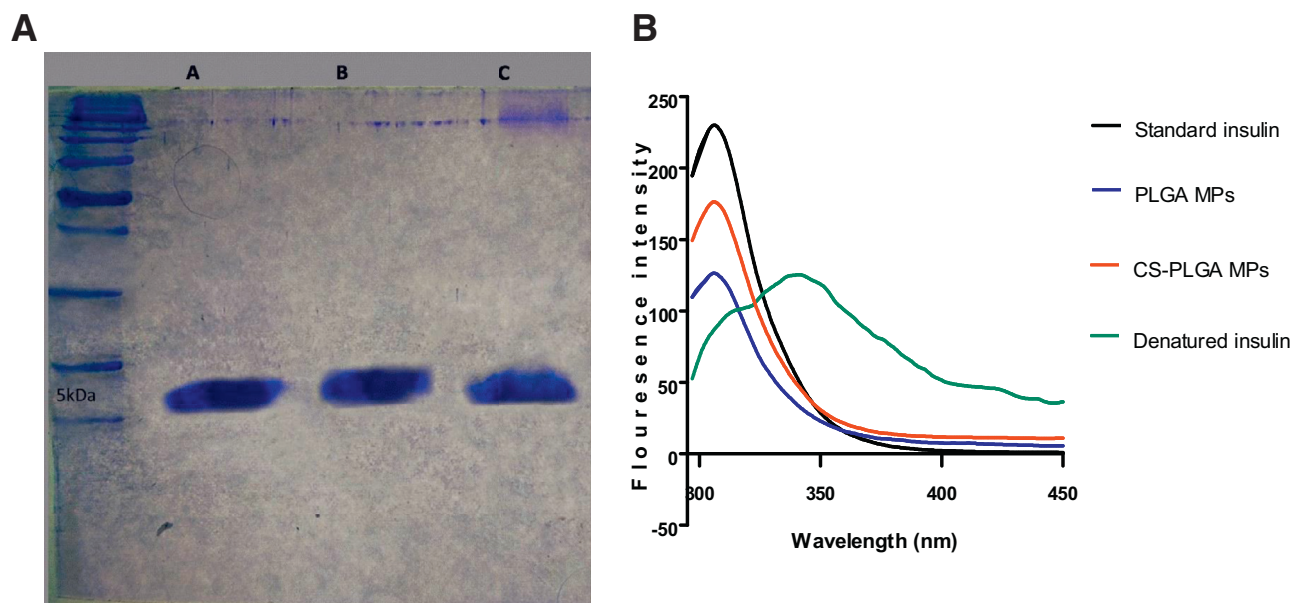 A
A B C
5kDa
B
250
200
150
100
50
0
-50
Flouresence intensity
300 350 400 450
Wavelength (nm)
Standard insulin
PLGA MPs
CS-PLGA MPs
Denatured insulin